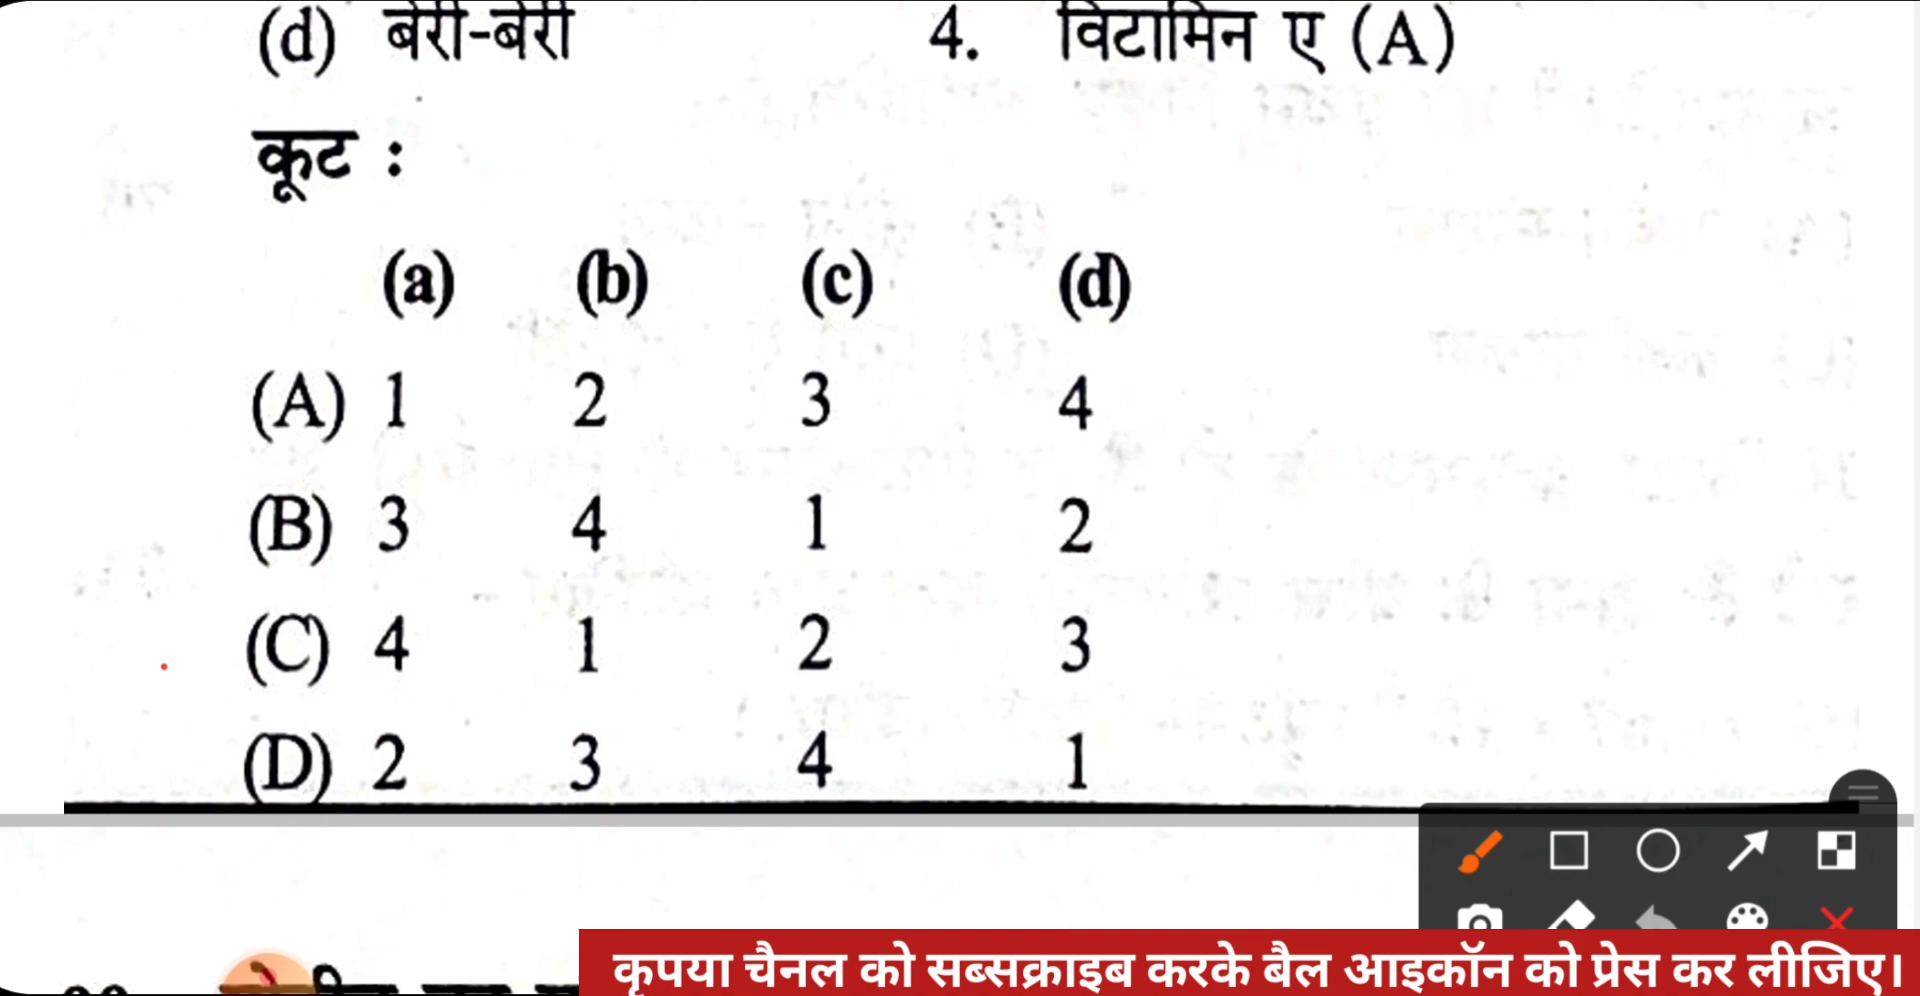 (d) बेरी-बेरी 4. विटामिन ए (A)
कूट :
(a) (b) (c) (d)
(A) 1 2 3 4
(B) 3 4 1 2
(C) 4 1 2 3
(D) 2 3 4 1
कृपया चैनल को सब्सक्राइब करके बैल आइकॉन को प्रेस कर लीजिए।